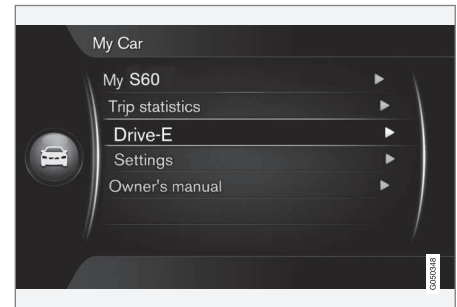 My Car
My S60
Trip statistics
Drive-E
Settings
Owner's manual
G050348